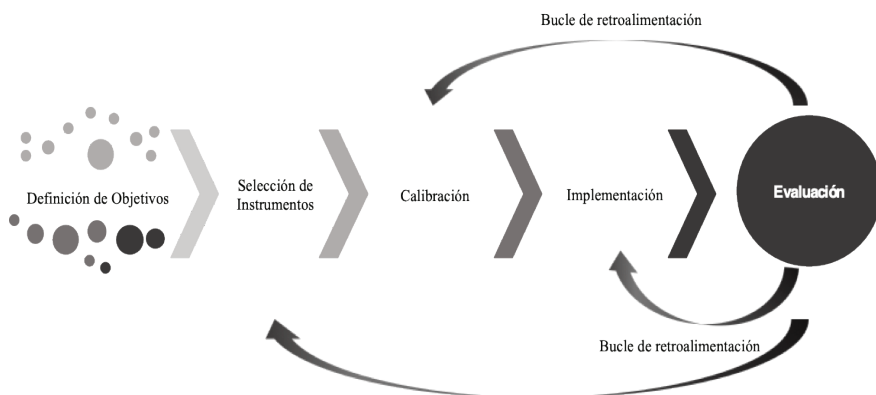 Bucle de retroalimentación
Definición de Objetivos
Selección de
Instrumentos
Calibración
Implementación
Evaluación
Bucle de retroalimentación